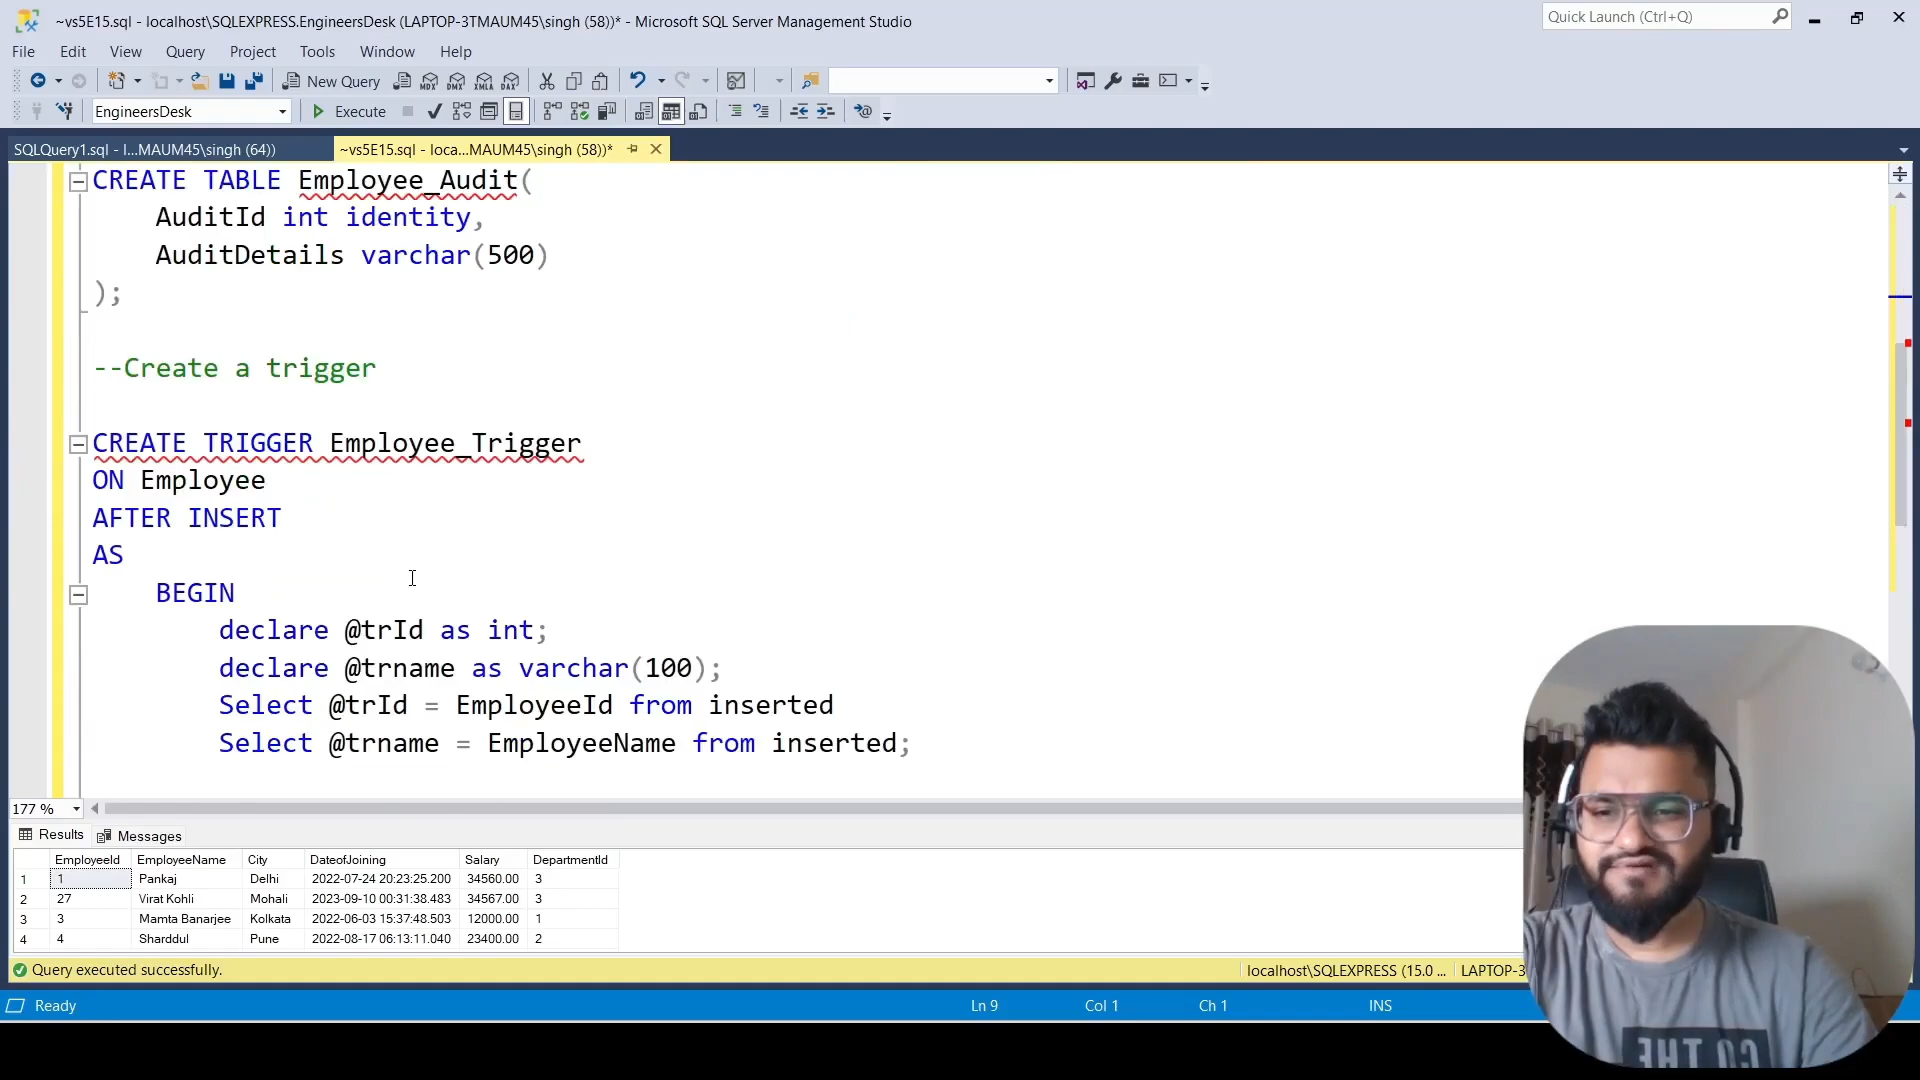 ~vs5E15.sql - localhost\SQLEXPRESS.EngineersDesk (LAPTOP-3TMAUM45\singh (58))* - Microsoft SQL Server Management Studio
Quick Launch (Ctrl+Q)
File Edit View Query Project Tools Window Help
New Query
MDX DMX XMLA DAX
EngineersDesk
Execute
SQLQuery1.sql - l...MAUM45\singh (64))
~vs5E15.sql - loca...MAUM45\singh (58))*
CREATE TABLE Employee_Audit(
AuditId int identity,
AuditDetails varchar(500)
);
--Create a trigger
CREATE TRIGGER Employee_Trigger
ON Employee
AFTER INSERT
AS
BEGIN
declare @trId as int;
declare @trname as varchar(100);
Select @trId = EmployeeId from inserted
Select @trname = EmployeeName from inserted;
177 %
Results Messages
EmployeeId EmployeeName City DateofJoining Salary DepartmentId
1 1 Pankaj Delhi 2022-07-24 20:23:25.200 34560.00 3
2 27 Virat Kohli Mohali 2023-09-10 00:31:38.483 34567.00 3
3 3 Mamta Banarjee Kolkata 2022-06-03 15:37:48.503 12000.00 1
4 4 Sharddul Pune 2022-08-17 06:13:11.040 23400.00 2
Query executed successfully.
localhost\SQLEXPRESS (15.0 ... LAPTOP-3
Ready
Ln 9 Col 1 Ch 1 INS